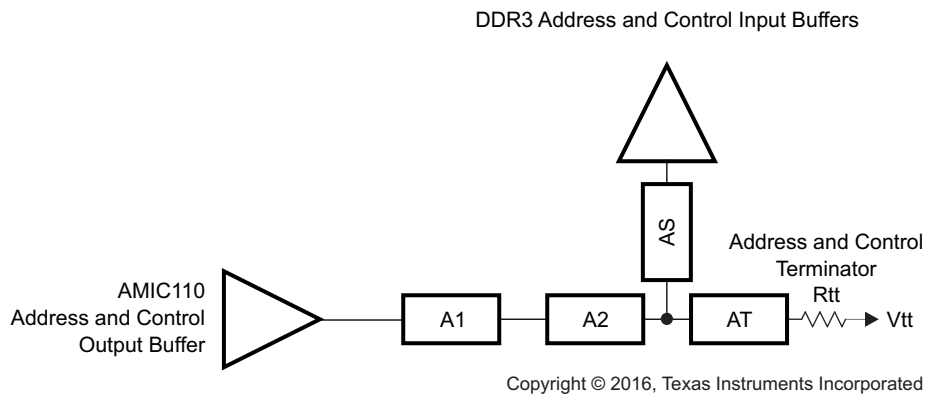 DDR3 Address and Control Input Buffers
AS
Address and Control
Terminator
Rtt
AMIC110
Address and Control
Output Buffer
A1
A2
AT
Vtt
Copyright © 2016, Texas Instruments Incorporated